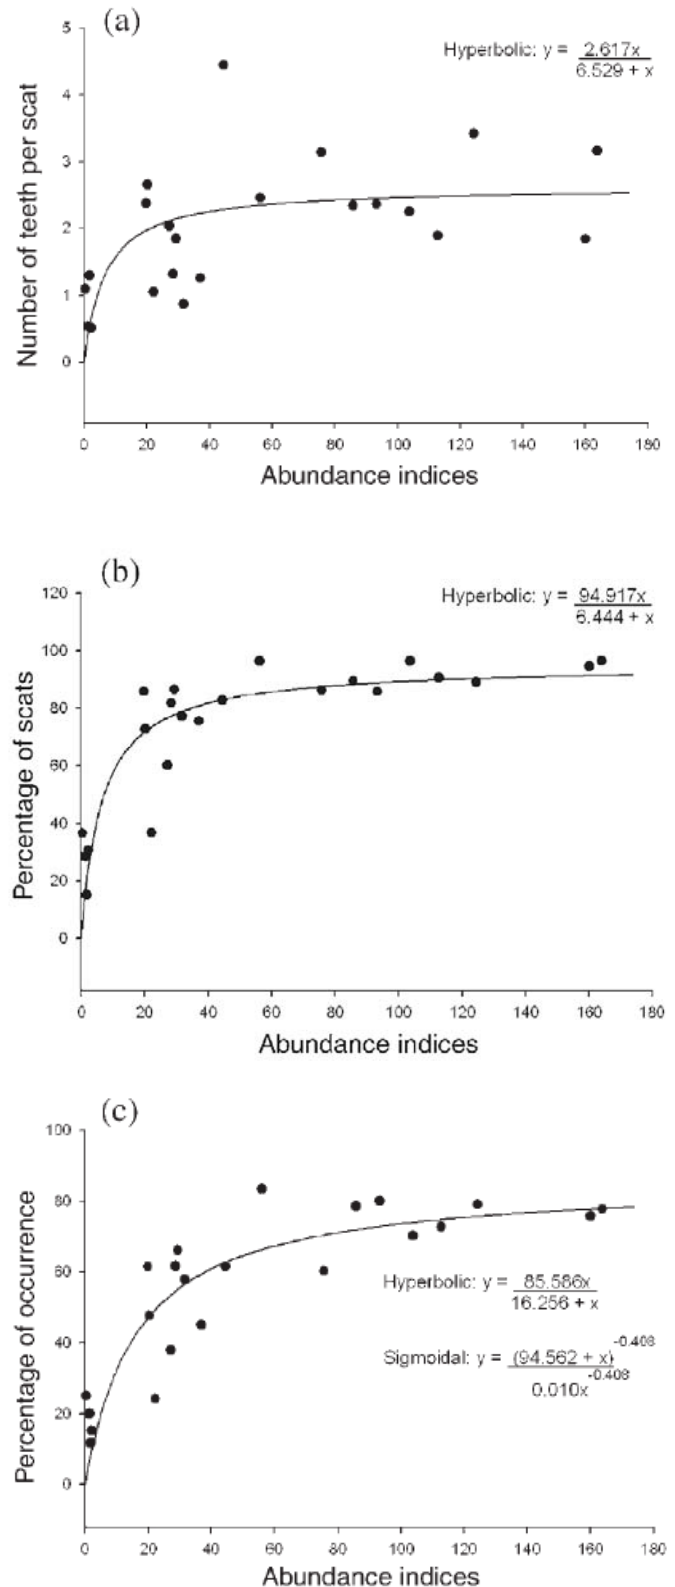 (a)
Hyperbolic: y = 2.617x
6.529 + x
Number of teeth per scat
5
4
3
2
1
0
0 20 40 60 80 100 120 140 160 180
Abundance indices
(b)
Hyperbolic: y = 94.917x
6.444 + x
Percentage of scats
120
100
80
60
40
20
0
0 20 40 60 80 100 120 140 160 180
Abundance indices
(c)
Percentage of occurrence
100
80
60
40
20
0
Hyperbolic: y = 85.586x
16.256 + x
Sigmoidal: y = (94.562 + x)-0.408
0.010x-0.408
0 20 40 60 80 100 120 140 160 180
Abundance indices